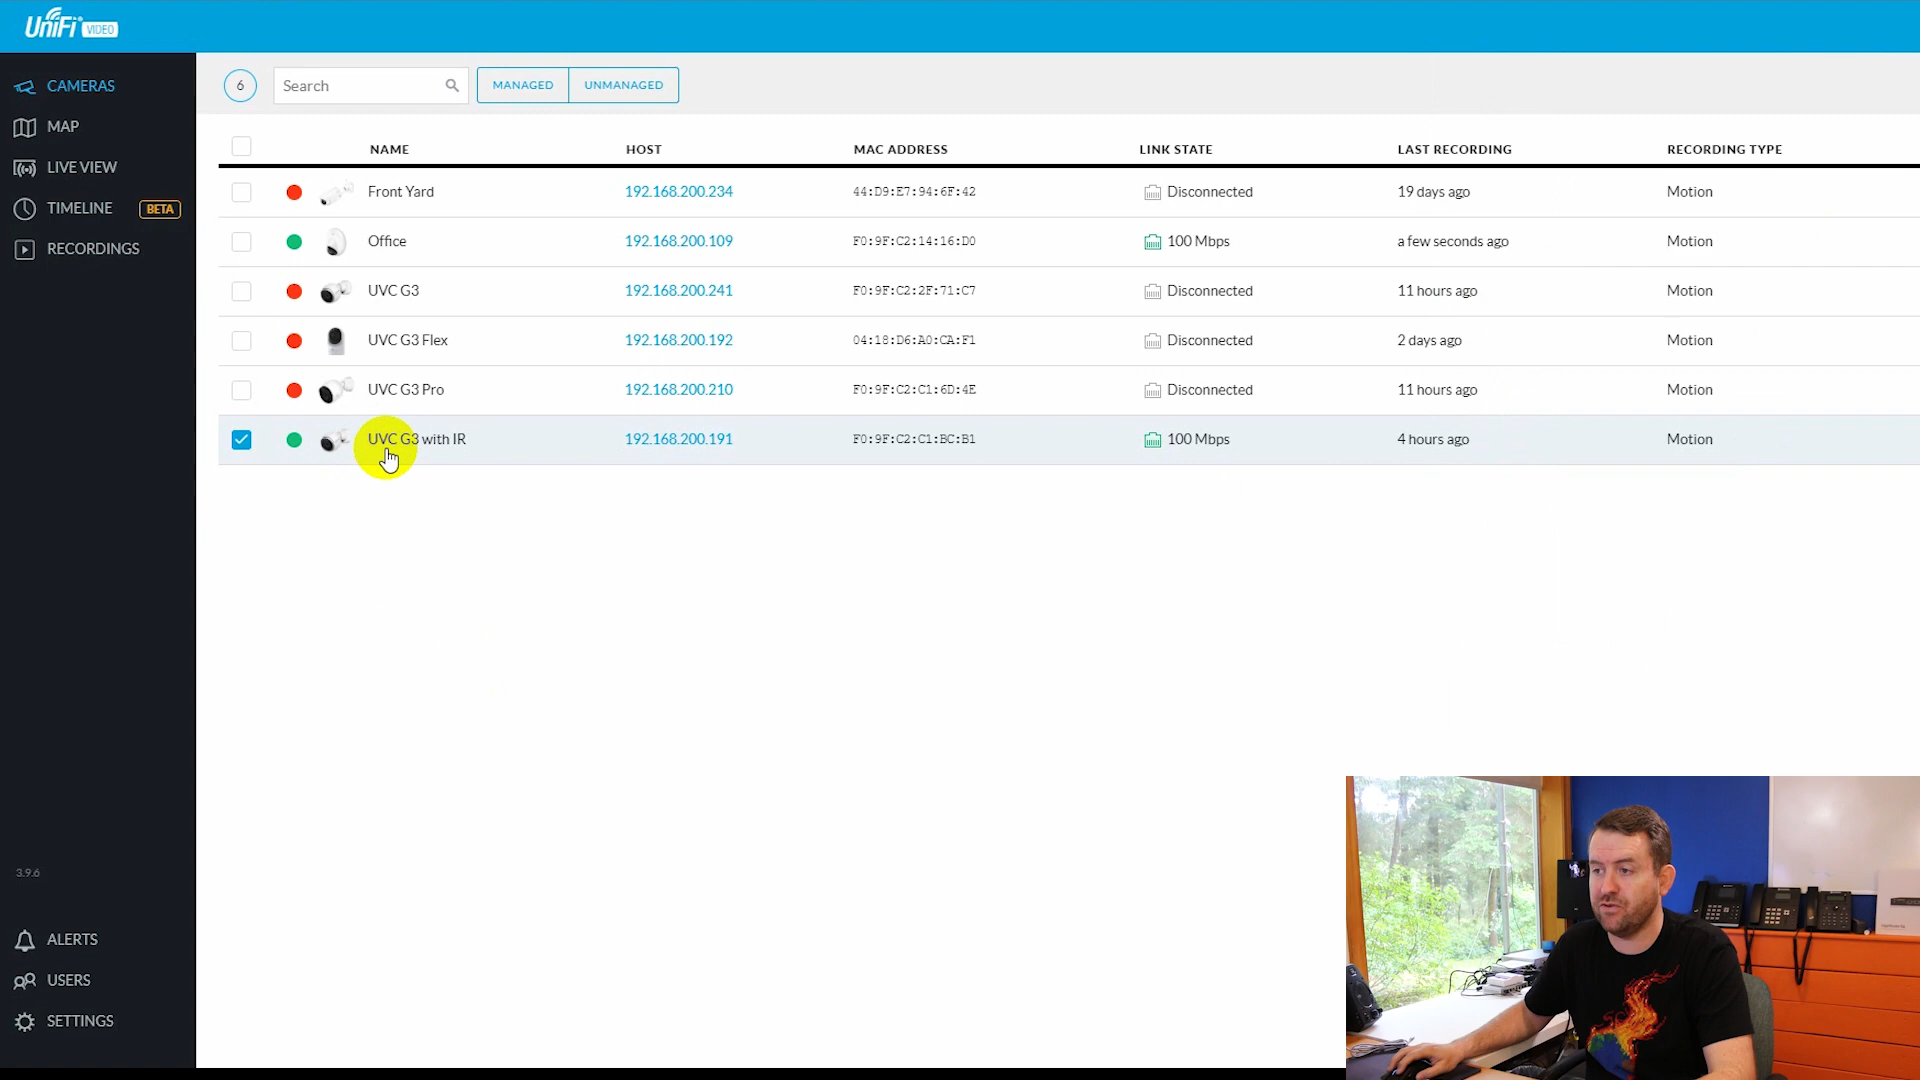 UniFi VIDEO
CAMERAS
MAP
LIVE VIEW
TIMELINE BETA
RECORDINGS
3.9.6
ALERTS
USERS
SETTINGS
6 Search MANAGED UNMANAGED
NAME HOST MAC ADDRESS LINK STATE LAST RECORDING RECORDING TYPE
Front Yard 192.168.200.234 44:D9:E7:94:6F:42 Disconnected 19 days ago Motion
Office 192.168.200.109 F0:9F:C2:14:16:D0 100 Mbps a few seconds ago Motion
UVC G3 192.168.200.241 F0:9F:C2:2F:71:C7 Disconnected 11 hours ago Motion
UVC G3 Flex 192.168.200.192 04:18:D6:A0:CA:F1 Disconnected 2 days ago Motion
UVC G3 Pro 192.168.200.210 F0:9F:C2:C1:6D:4E Disconnected 11 hours ago Motion
UVC G3 with IR 192.168.200.191 F0:9F:C2:C1:BC:B1 100 Mbps 4 hours ago Motion